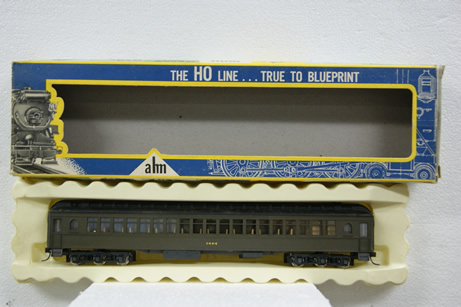 THE HO LINE...TRUE TO BLUEPRINT
ahm